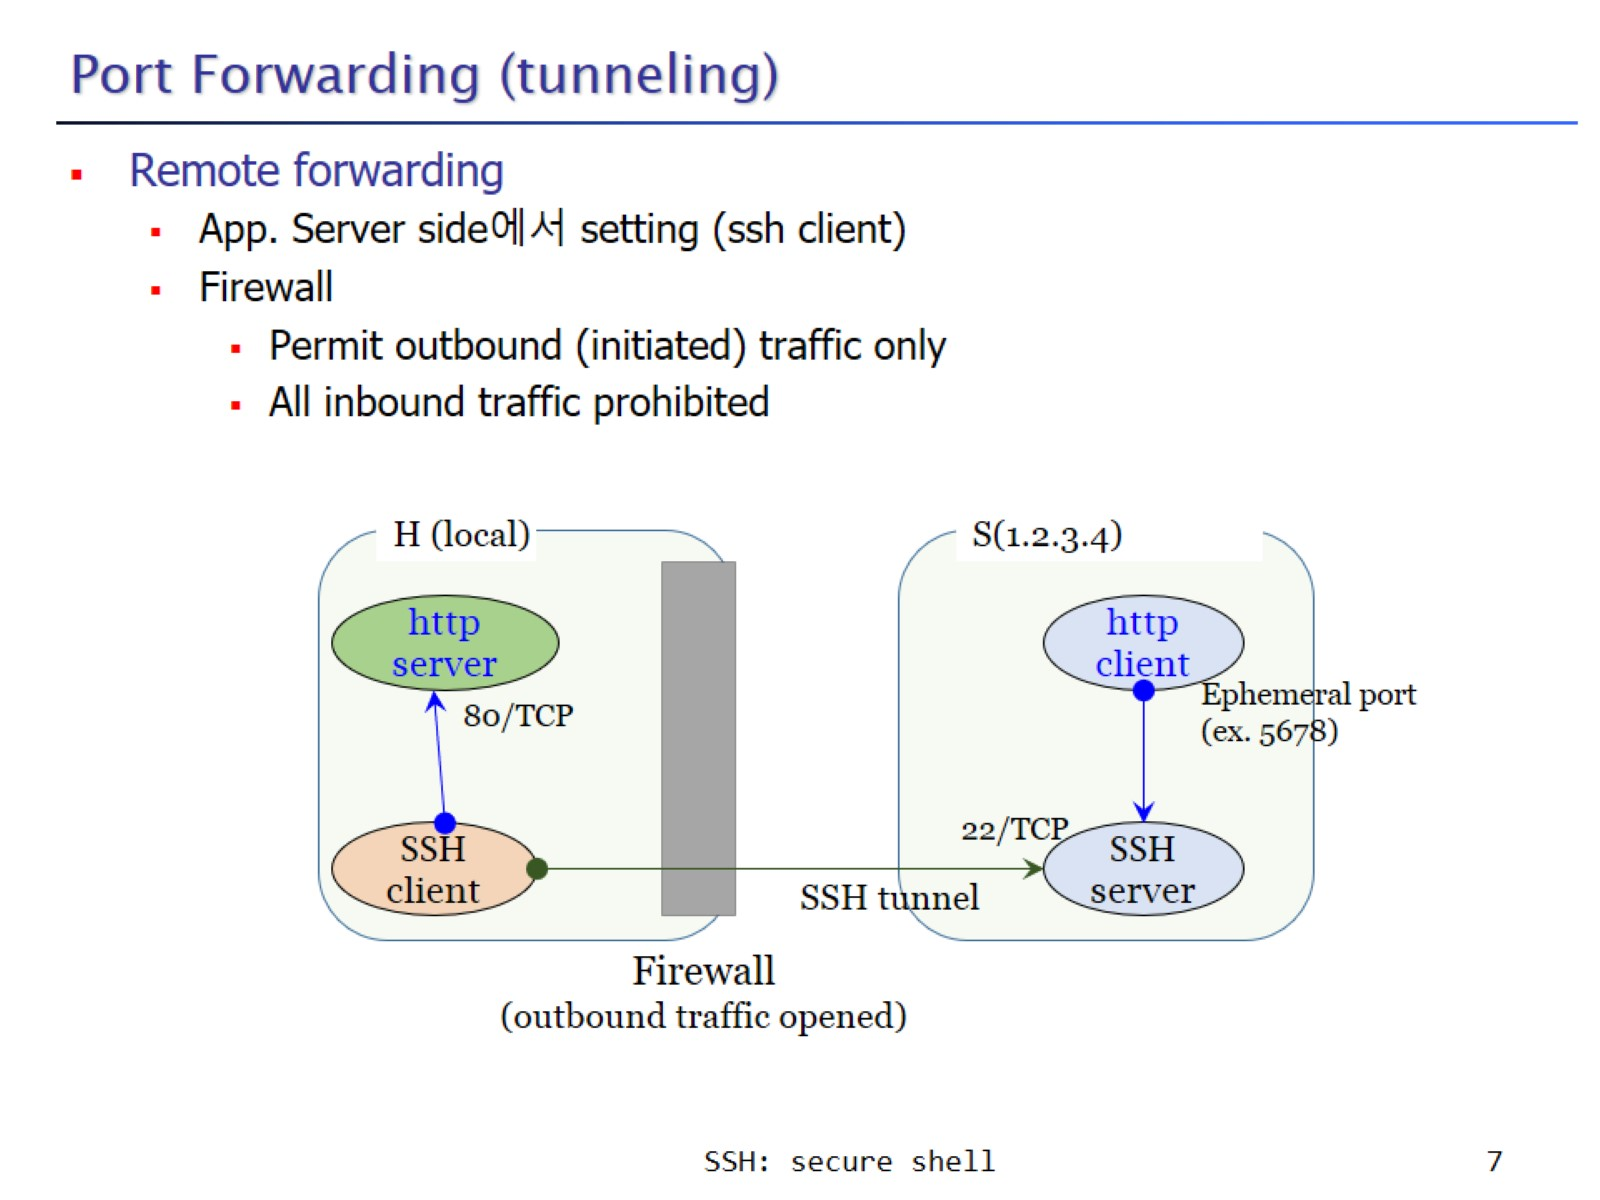 Port Forwarding (tunneling)
Remote forwarding
App. Server side에서 setting (ssh client)
Firewall
Permit outbound (initiated) traffic only
All inbound traffic prohibited
H (local)
S(1.2.3.4)
http
server
http
client
80/TCP
Ephemeral port
(ex. 5678)
22/TCP
SSH
client
SSH
server
SSH tunnel
Firewall
(outbound traffic opened)
SSH: secure shell
7